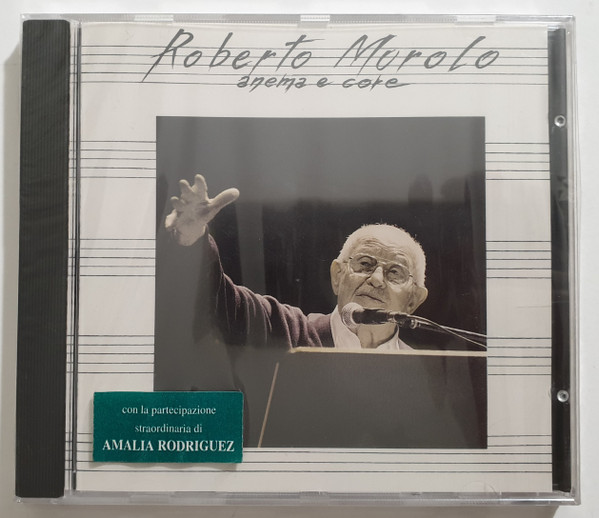 Roberto Murolo
anema e core
con la partecipazione
straordinaria di
AMALIA RODRIGUEZ